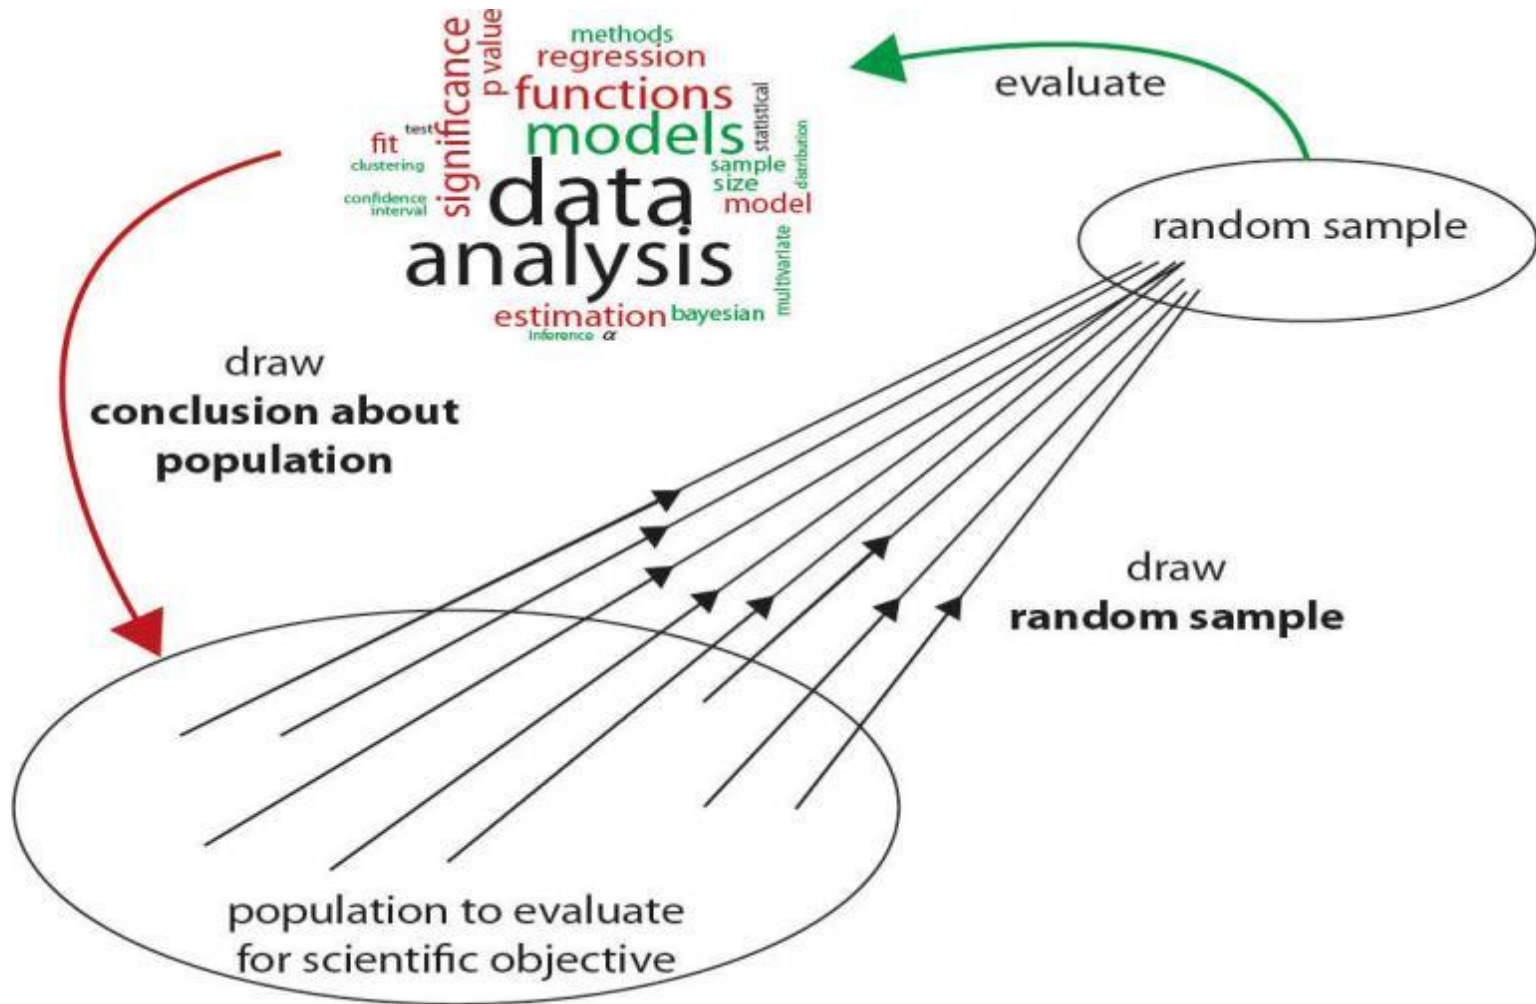 methods
regression
functions
models
significance
p value
statistical
distribution
test
fit
clustering
confidence
interval
sample
size
model
data
analysis
multivariate
estimation
bayesian
inference
α
evaluate
random sample
draw
conclusion about
population
draw
random sample
population to evaluate
for scientific objective